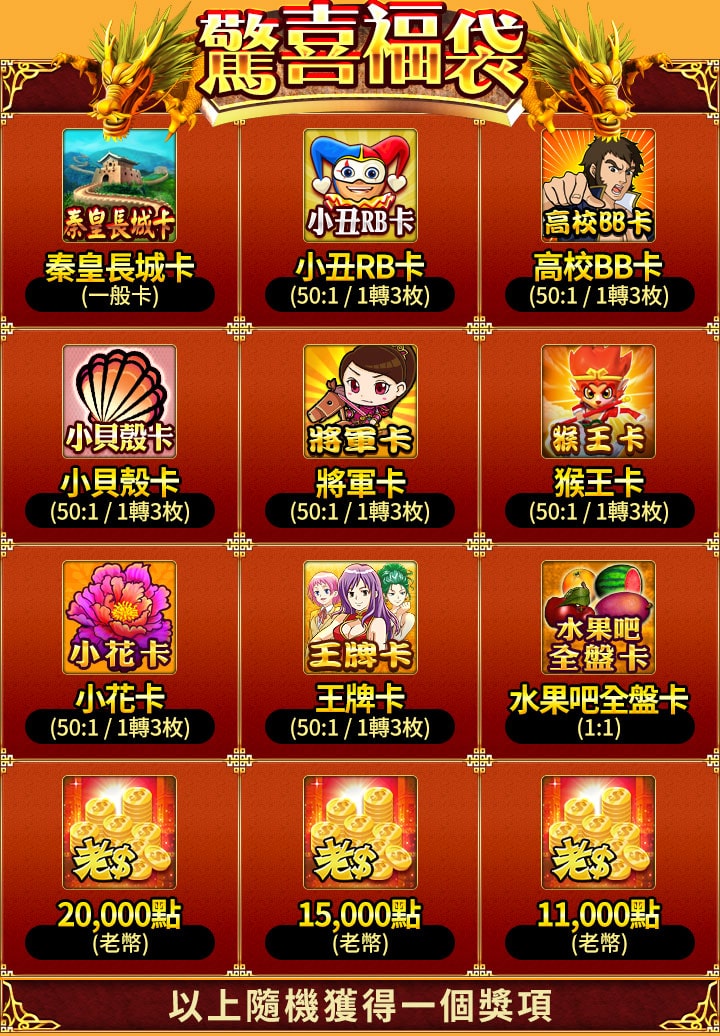 驚喜福袋
秦皇長城卡
小丑RB卡
高校BB卡
秦皇長城卡
小丑RB卡
高校BB卡
(一般卡)
(50:1 / 1轉3枚)
(50:1 / 1轉3枚)
小貝殼卡
將軍卡
猴王卡
小貝殼卡
將軍卡
猴王卡
(50:1 / 1轉3枚)
(50:1 / 1轉3枚)
(50:1 / 1轉3枚)
小花卡
王牌卡
水果吧
全盤卡
小花卡
王牌卡
水果吧全盤卡
(50:1 / 1轉3枚)
(50:1 / 1轉3枚)
(1:1)
老$
老$
老$
20,000點
15,000點
11,000點
(老幣)
(老幣)
(老幣)
以上隨機獲得一個獎項